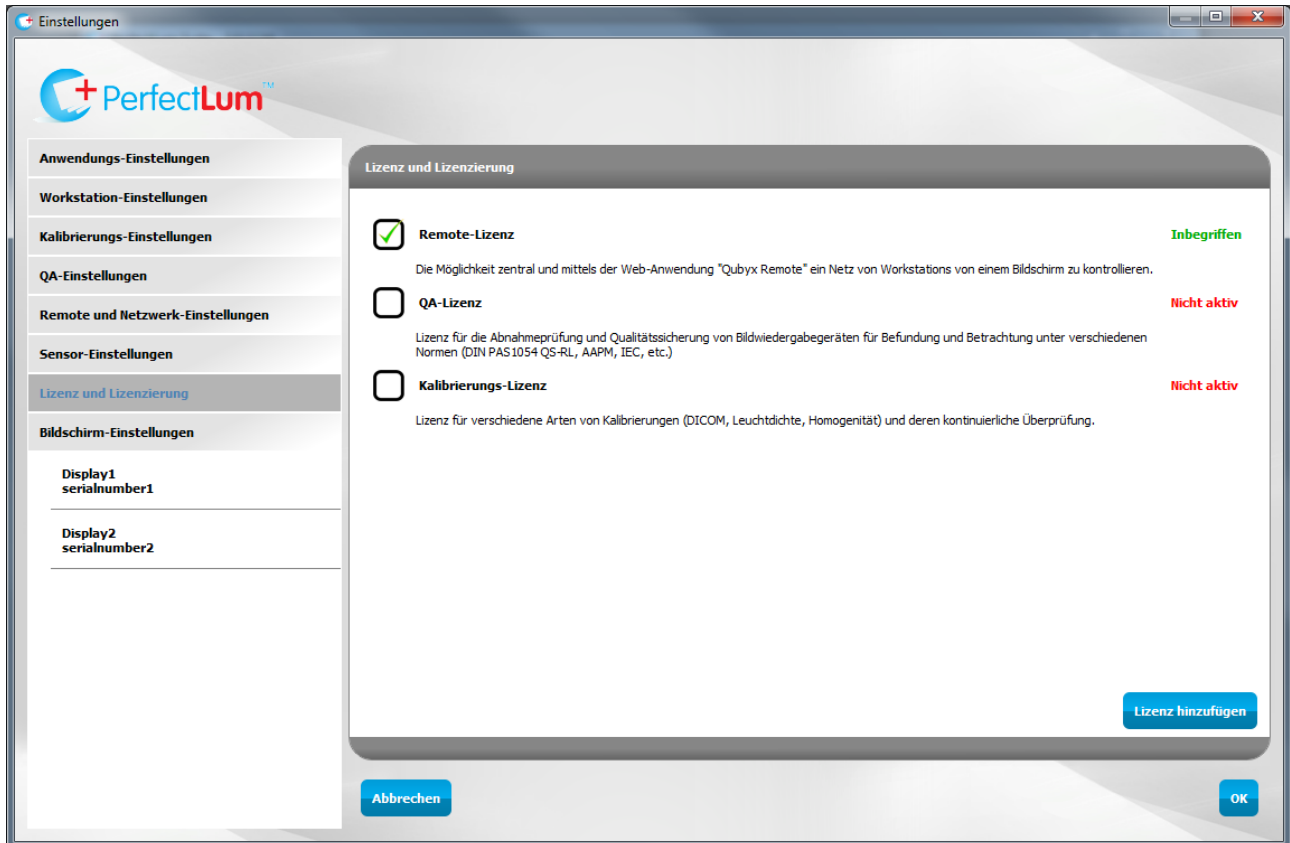 Einstellungen
PerfectLum™
Anwendungs-Einstellungen
Workstation-Einstellungen
Kalibrierungs-Einstellungen
QA-Einstellungen
Remote und Netzwerk-Einstellungen
Sensor-Einstellungen
Lizenz und Lizenzierung
Bildschirm-Einstellungen
Display1
serialnumber1
Display2
serialnumber2
Lizenz und Lizenzierung
Remote-Lizenz Inbegriffen
Die Möglichkeit zentral und mittels der Web-Anwendung "Qubyx Remote" ein Netz von Workstations von einem Bildschirm zu kontrollieren.
QA-Lizenz Nicht aktiv
Lizenz für die Abnahmeprüfung und Qualitätssicherung von Bildwiedergabegeräten für Befundung und Betrachtung unter verschiedenen
Normen (DIN PAS1054 QS-RL, AAPM, IEC, etc.)
Kalibrierungs-Lizenz Nicht aktiv
Lizenz für verschiedene Arten von Kalibrierungen (DICOM, Leuchtdichte, Homogenität) und deren kontinuierliche Überprüfung.
Lizenz hinzufügen
Abbrechen OK